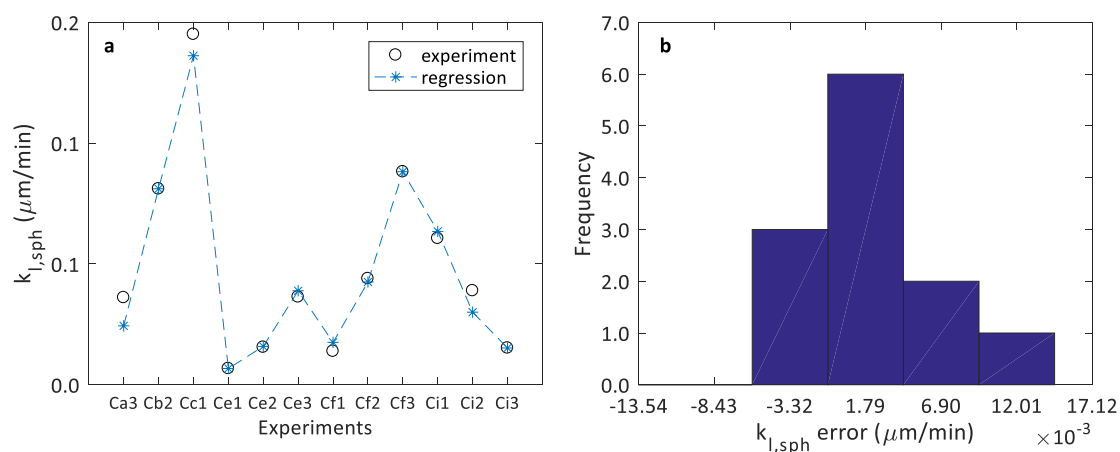 a
experiment
regression
0.2
0.1
0.1
0.0
k_l,sph (μm/min)
Ca3 Cb2 Cc1 Ce1 Ce2 Ce3 Cf1 Cf2 Cf3 Ci1 Ci2 Ci3
Experiments
b
7.0
6.0
5.0
4.0
3.0
2.0
1.0
0.0
Frequency
-13.54 -8.43 -3.32 1.79 6.90 12.01 17.12
k_l,sph error (μm/min)
×10^-3